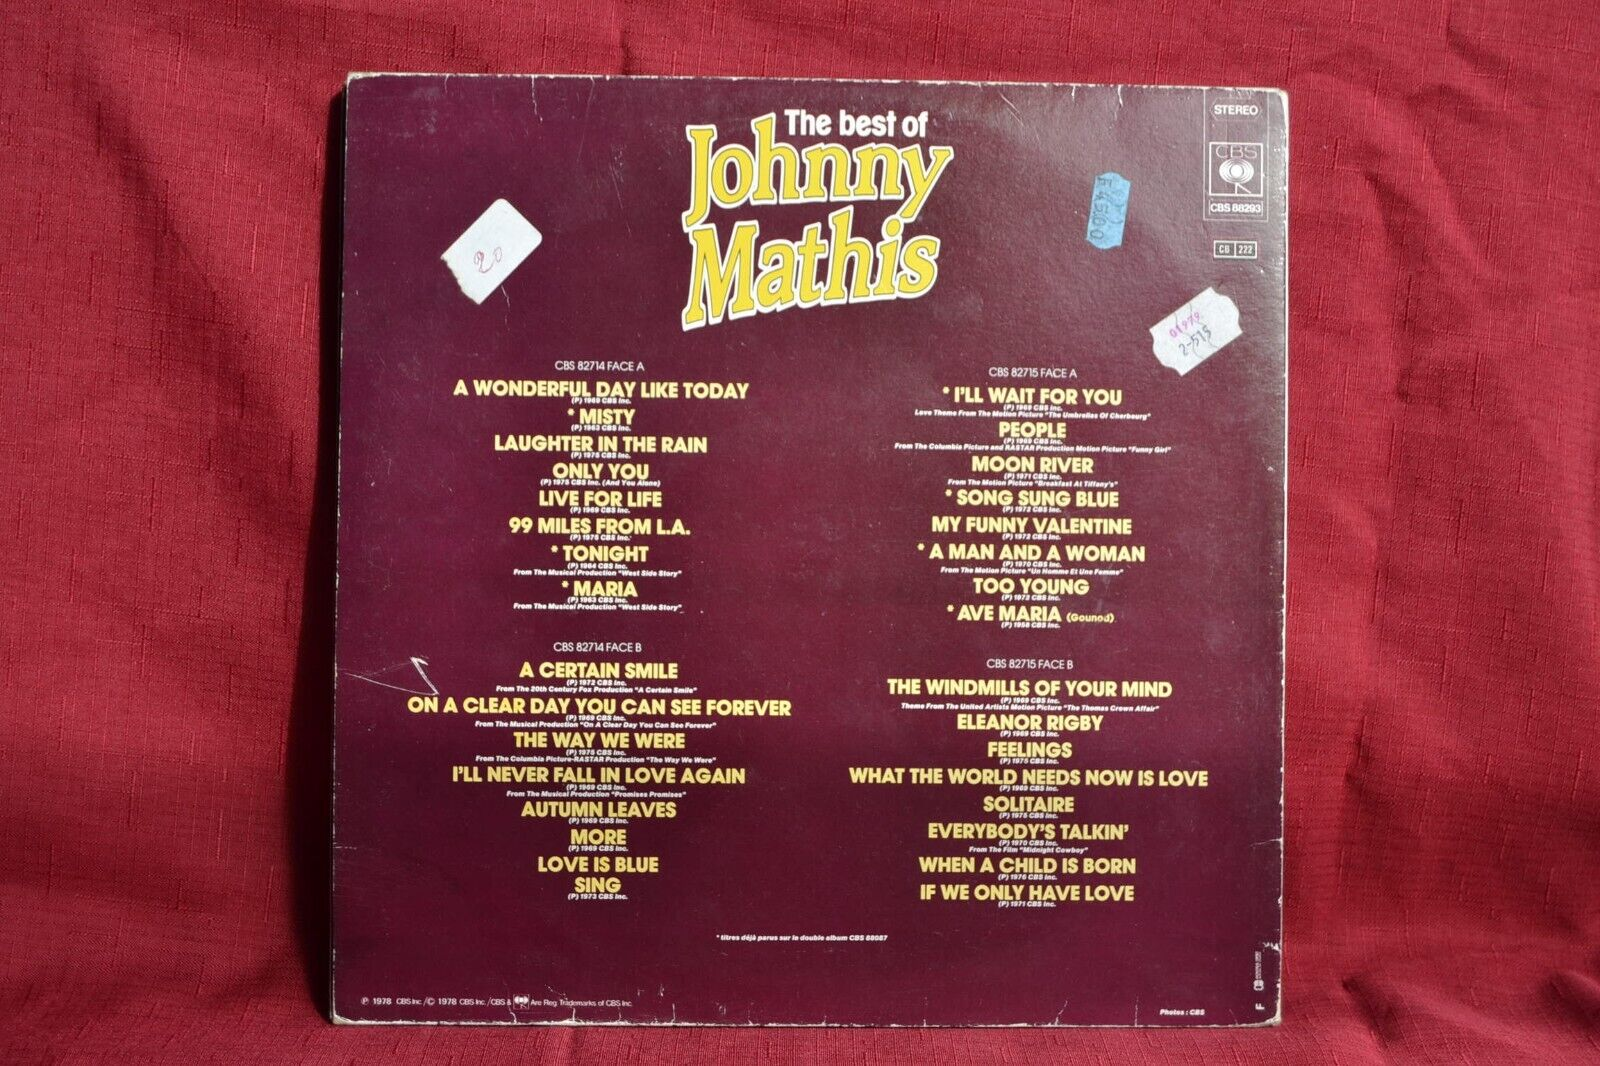 The best of
Johnny
Mathis
STEREO
CBS
CBS 88293
CB 222
20
01979
2-515
CBS 82714 FACE A
A WONDERFUL DAY LIKE TODAY
(P) 1969 CBS Inc.
* MISTY
(P) 1963 CBS Inc.
LAUGHTER IN THE RAIN
(P) 1975 CBS Inc.
ONLY YOU
(P) 1975 CBS Inc. (And You Alone)
LIVE FOR LIFE
(P) 1969 CBS Inc.
99 MILES FROM L.A.
(P) 1975 CBS Inc.
* TONIGHT
(P) 1964 CBS Inc.
From The Musical Production "West Side Story"
* MARIA
(P) 1963 CBS Inc.
From The Musical Production "West Side Story"
CBS 82714 FACE B
A CERTAIN SMILE
(P) 1972 CBS Inc.
From The 20th Century Fox Production "A Certain Smile"
ON A CLEAR DAY YOU CAN SEE FOREVER
(P) 1969 CBS Inc.
From The Musical Production "On A Clear Day You Can See Forever"
THE WAY WE WERE
(P) 1975 CBS Inc.
From The Columbia Picture-RASTAR Production "The Way We Were"
I'LL NEVER FALL IN LOVE AGAIN
(P) 1969 CBS Inc.
From The Musical Production "Promises Promises"
AUTUMN LEAVES
(P) 1969 CBS Inc.
MORE
(P) 1969 CBS Inc.
LOVE IS BLUE
SING
(P) 1973 CBS Inc.
CBS 82715 FACE A
* I'LL WAIT FOR YOU
(P) 1969 CBS Inc.
Love Theme From The Motion Picture "The Umbrellas Of Cherbourg"
PEOPLE
(P) 1969 CBS Inc.
From The Columbia Picture and RASTAR Production Motion Picture "Funny Girl"
MOON RIVER
(P) 1971 CBS Inc.
From The Motion Picture "Breakfast At Tiffany's"
* SONG SUNG BLUE
(P) 1972 CBS Inc.
MY FUNNY VALENTINE
(P) 1972 CBS Inc.
* A MAN AND A WOMAN
(P) 1970 CBS Inc.
From The Motion Picture "Un Homme Et Une Femme"
TOO YOUNG
(P) 1972 CBS Inc.
* AVE MARIA (Gounod)
(P) 1958 CBS Inc.
CBS 82715 FACE B
THE WINDMILLS OF YOUR MIND
(P) 1969 CBS Inc.
Theme From The United Artists Motion Picture "The Thomas Crown Affair"
ELEANOR RIGBY
(P) 1969 CBS Inc.
FEELINGS
(P) 1975 CBS Inc.
WHAT THE WORLD NEEDS NOW IS LOVE
(P) 1969 CBS Inc.
SOLITAIRE
(P) 1975 CBS Inc.
EVERYBODY'S TALKIN'
(P) 1970 CBS Inc.
From The Film "Midnight Cowboy"
WHEN A CHILD IS BORN
(P) 1976 CBS Inc.
IF WE ONLY HAVE LOVE
(P) 1971 CBS Inc.
* titres déjà parus sur le double album CBS 88087
℗ 1978 CBS Inc./© 1978 CBS Inc./CBS & Are Reg. Trademarks of CBS Inc.
Photos : CBS
F